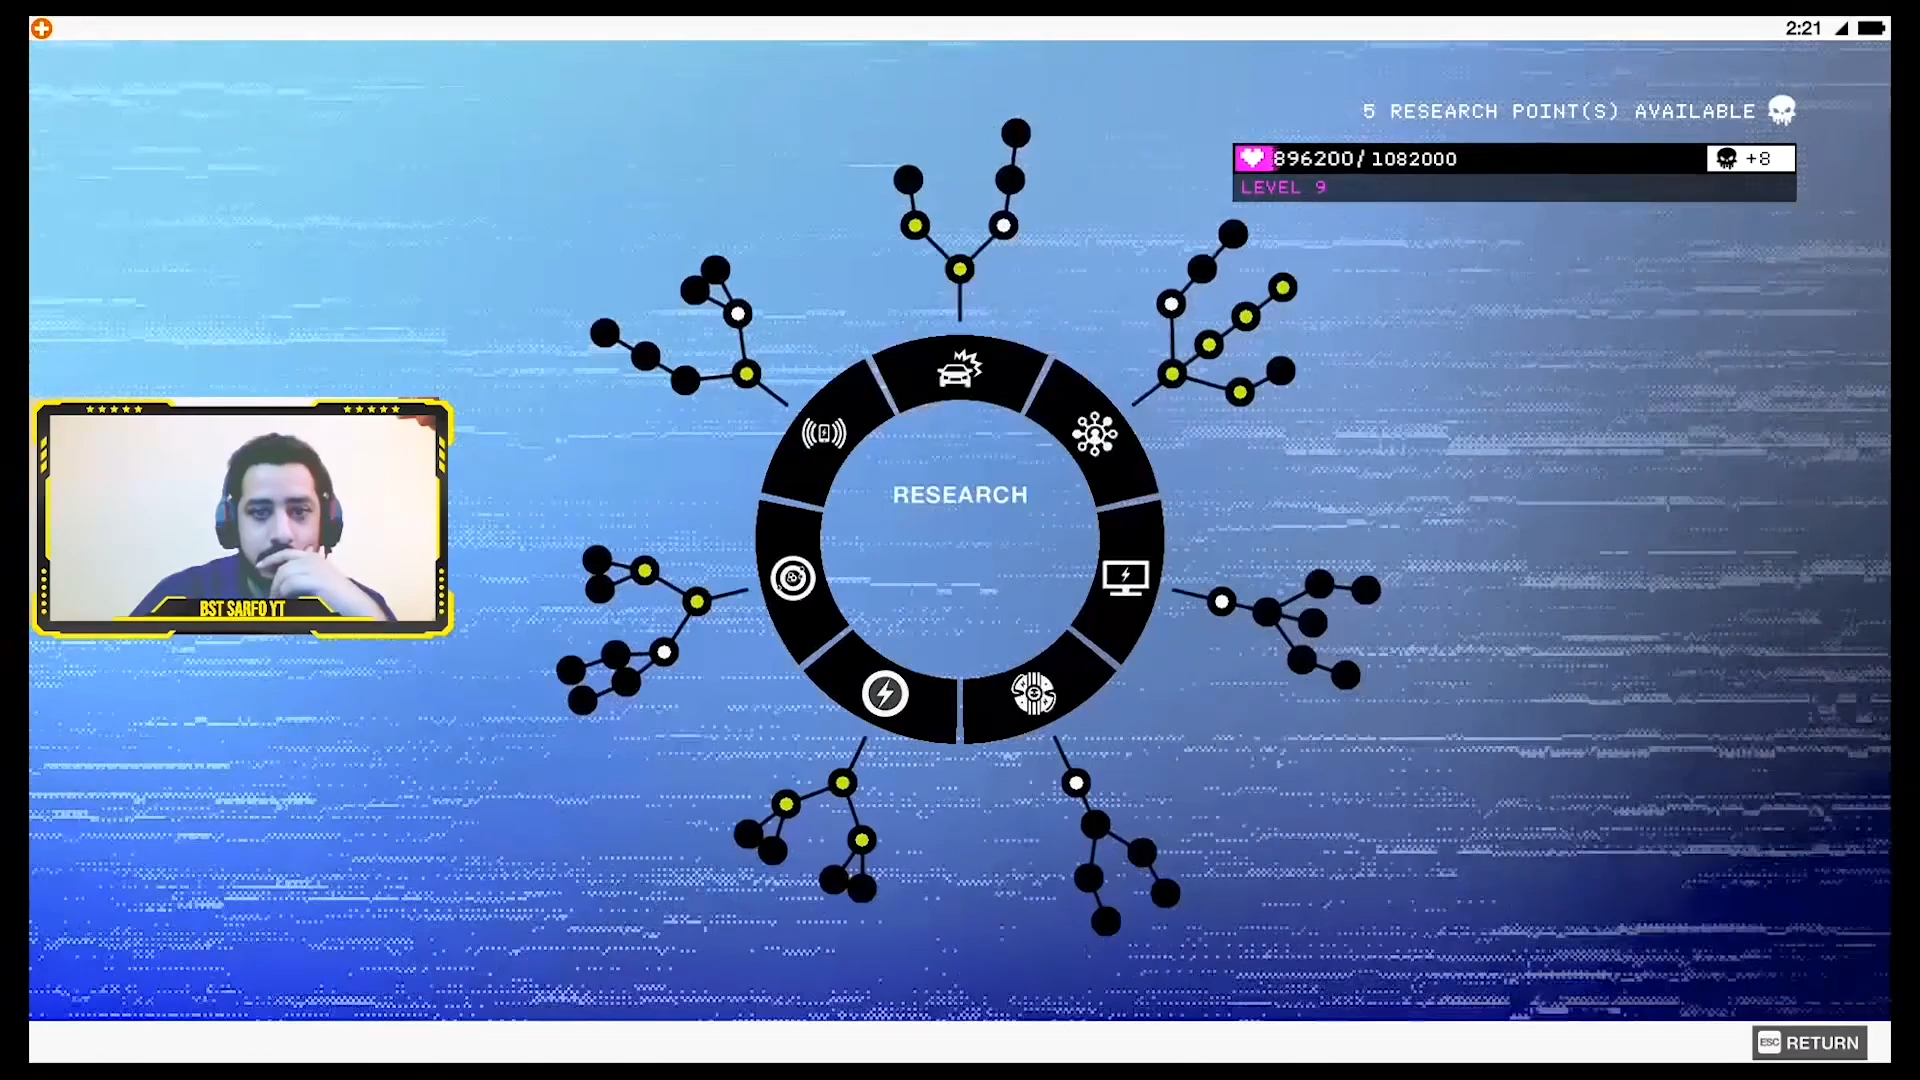 2:21
5 RESEARCH POINT(S) AVAILABLE
896200/1082000
+8
LEVEL 9
RESEARCH
BST SARFO YT
ESC RETURN